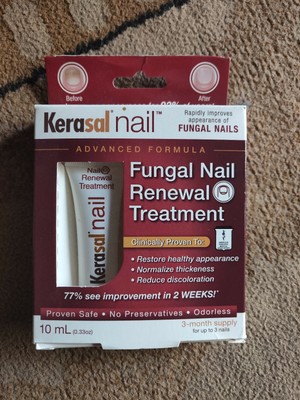 Before
After
Kerasal nail™
Rapidly improves
appearance of
FUNGAL NAILS
ADVANCED FORMULA
Nail
Renewal
Treatment
Kerasal nail
Fungal Nail
Renewal
Treatment
Clinically Proven To:
• Restore healthy appearance
• Normalize thickness
• Reduce discoloration
77% see improvement in 2 WEEKS!*
Proven Safe • No Preservatives • Odorless
10 mL (0.33oz)
3-month supply
for up to 3 nails